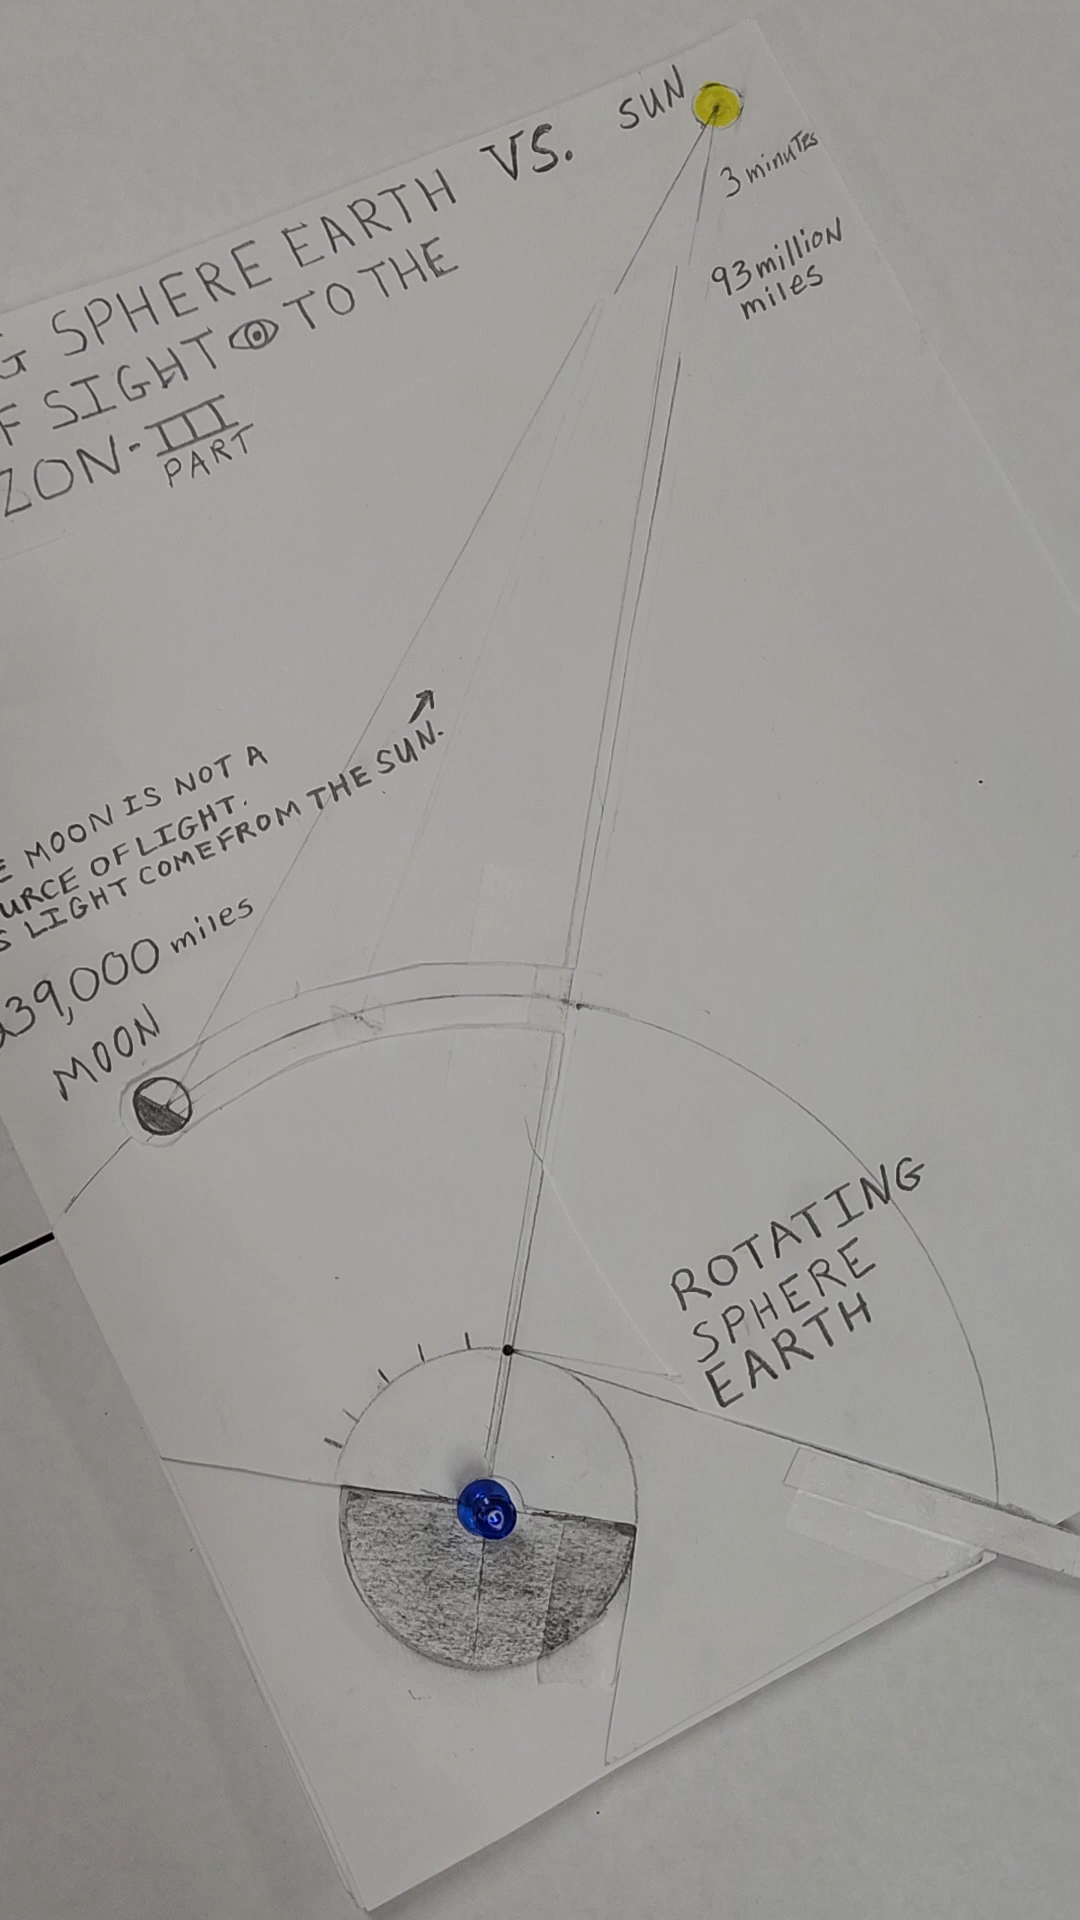 G SPHERE EARTH VS. SUN
F SIGHT TO THE
ZON-III
PART
3 minutes
93 million
miles
E MOON IS NOT A
URCE OF LIGHT.
S LIGHT COME FROM THE SUN.
239,000 miles
MOON
ROTATING
SPHERE
EARTH